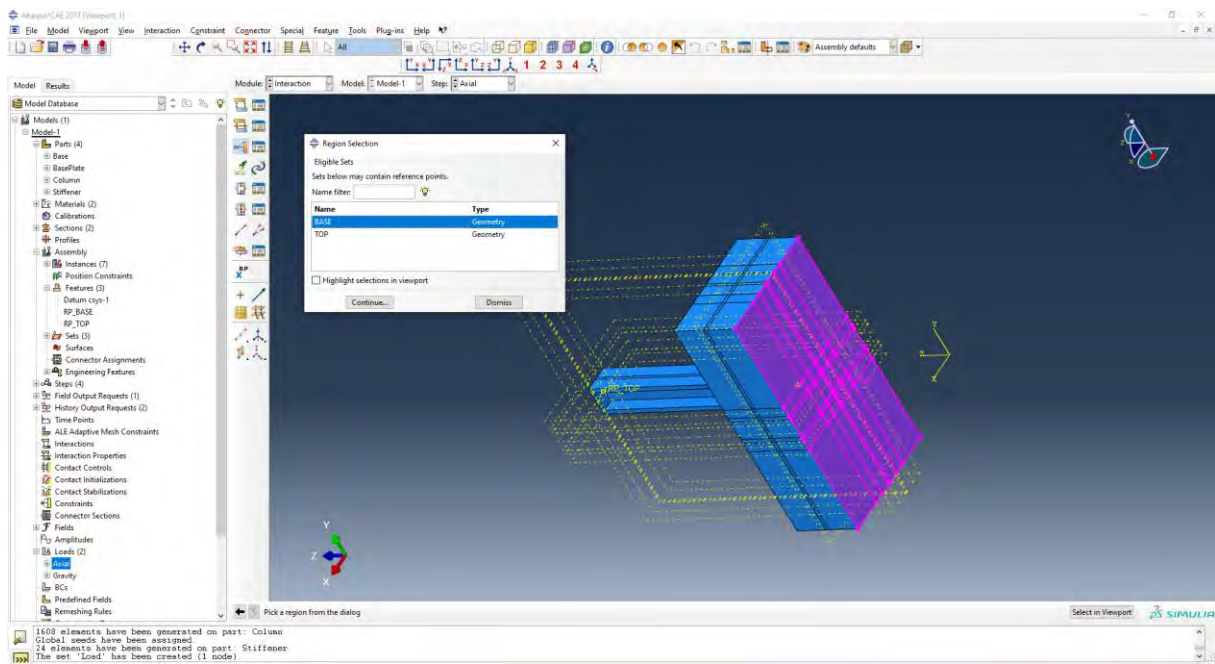 Abaqus/CAE 2017 [Viewport: 1]
File Model Viewport View Interaction Constraint Connector Special Feature Tools Plug-ins Help
All
Assembly defaults
1 2 3 4
Model Results
Module: Interaction Model: Model-1 Step: Axial
Model Database
Models (1)
Model-1
Parts (4)
Base
BasePlate
Column
Stiffener
Materials (2)
Calibrations
Sections (2)
Profiles
Assembly
Instances (7)
Position Constraints
Features (3)
Datum csys-1
RP_BASE
RP_TOP
Sets (3)
Surfaces
Connector Assignments
Engineering Features
Steps (4)
Field Output Requests (1)
History Output Requests (2)
Time Points
ALE Adaptive Mesh Constraints
Interactions
Interaction Properties
Contact Controls
Contact Initializations
Contact Stabilizations
Constraints
Connector Sections
Fields
Amplitudes
Loads (2)
Axial
Gravity
BCs
Predefined Fields
Remeshing Rules
Region Selection
Eligible Sets
Sets below may contain reference points.
Name filter:
Name Type
BASE Geometry
TOP Geometry
Highlight selections in viewport
Continue... Dismiss
RP_TOP
Y
Z
X
Pick a region from the dialog
Select in Viewport
SIMULIA
1608 elements have been generated on part: Column
Global seeds have been assigned.
24 elements have been generated on part: Stiffener
The set 'Load' has been created (1 node).